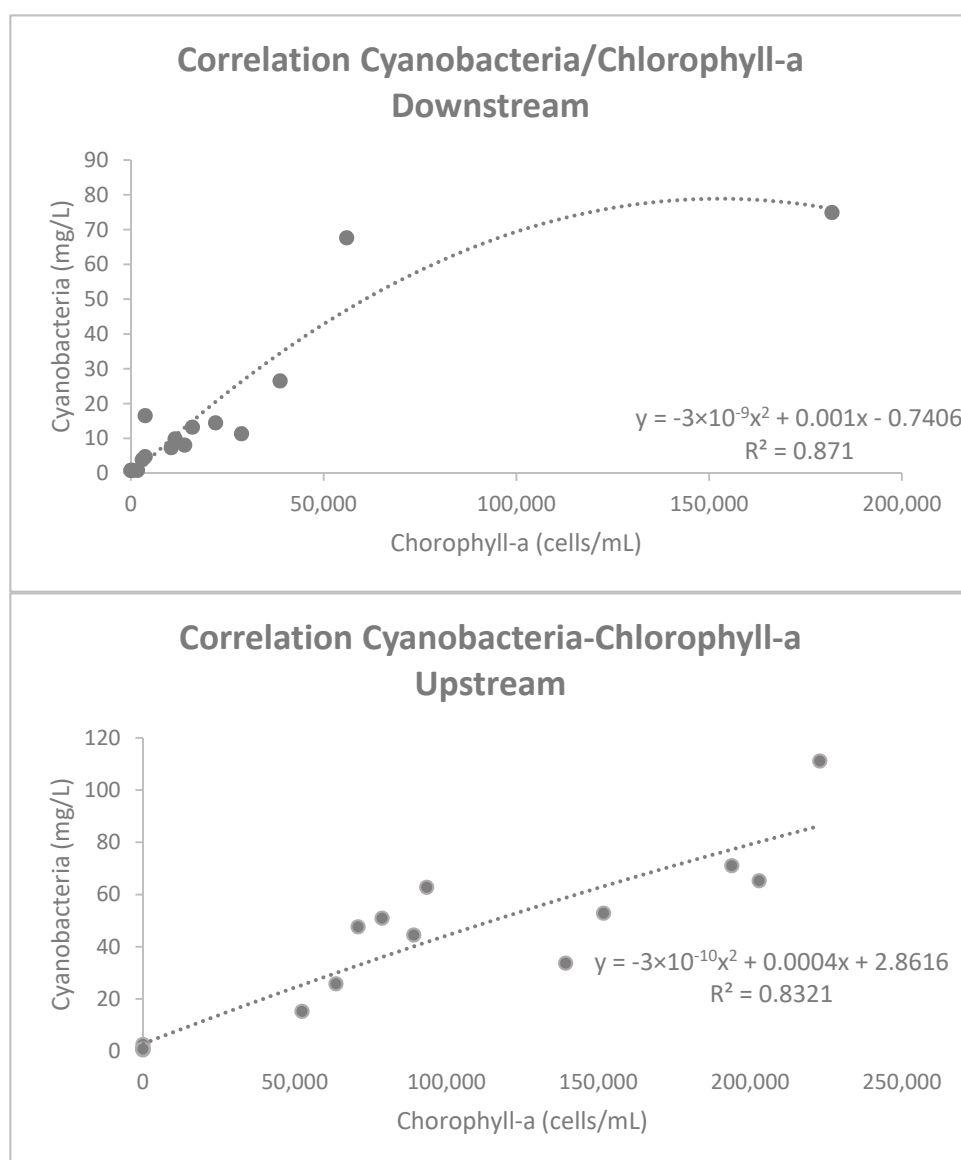 Correlation Cyanobacteria/Chlorophyll-a
Downstream
90
80
70
60
50
40
30
20
10
0
Cyanobacteria (mg/L)
y = -3×10⁻⁹x² + 0.001x - 0.7406
R² = 0.871
0 50,000 100,000 150,000 200,000
Chorophyll-a (cells/mL)
Correlation Cyanobacteria-Chlorophyll-a
Upstream
120
100
80
60
40
20
0
Cyanobacteria (mg/L)
y = -3×10⁻¹⁰x² + 0.0004x + 2.8616
R² = 0.8321
0 50,000 100,000 150,000 200,000 250,000
Chorophyll-a (cells/mL)